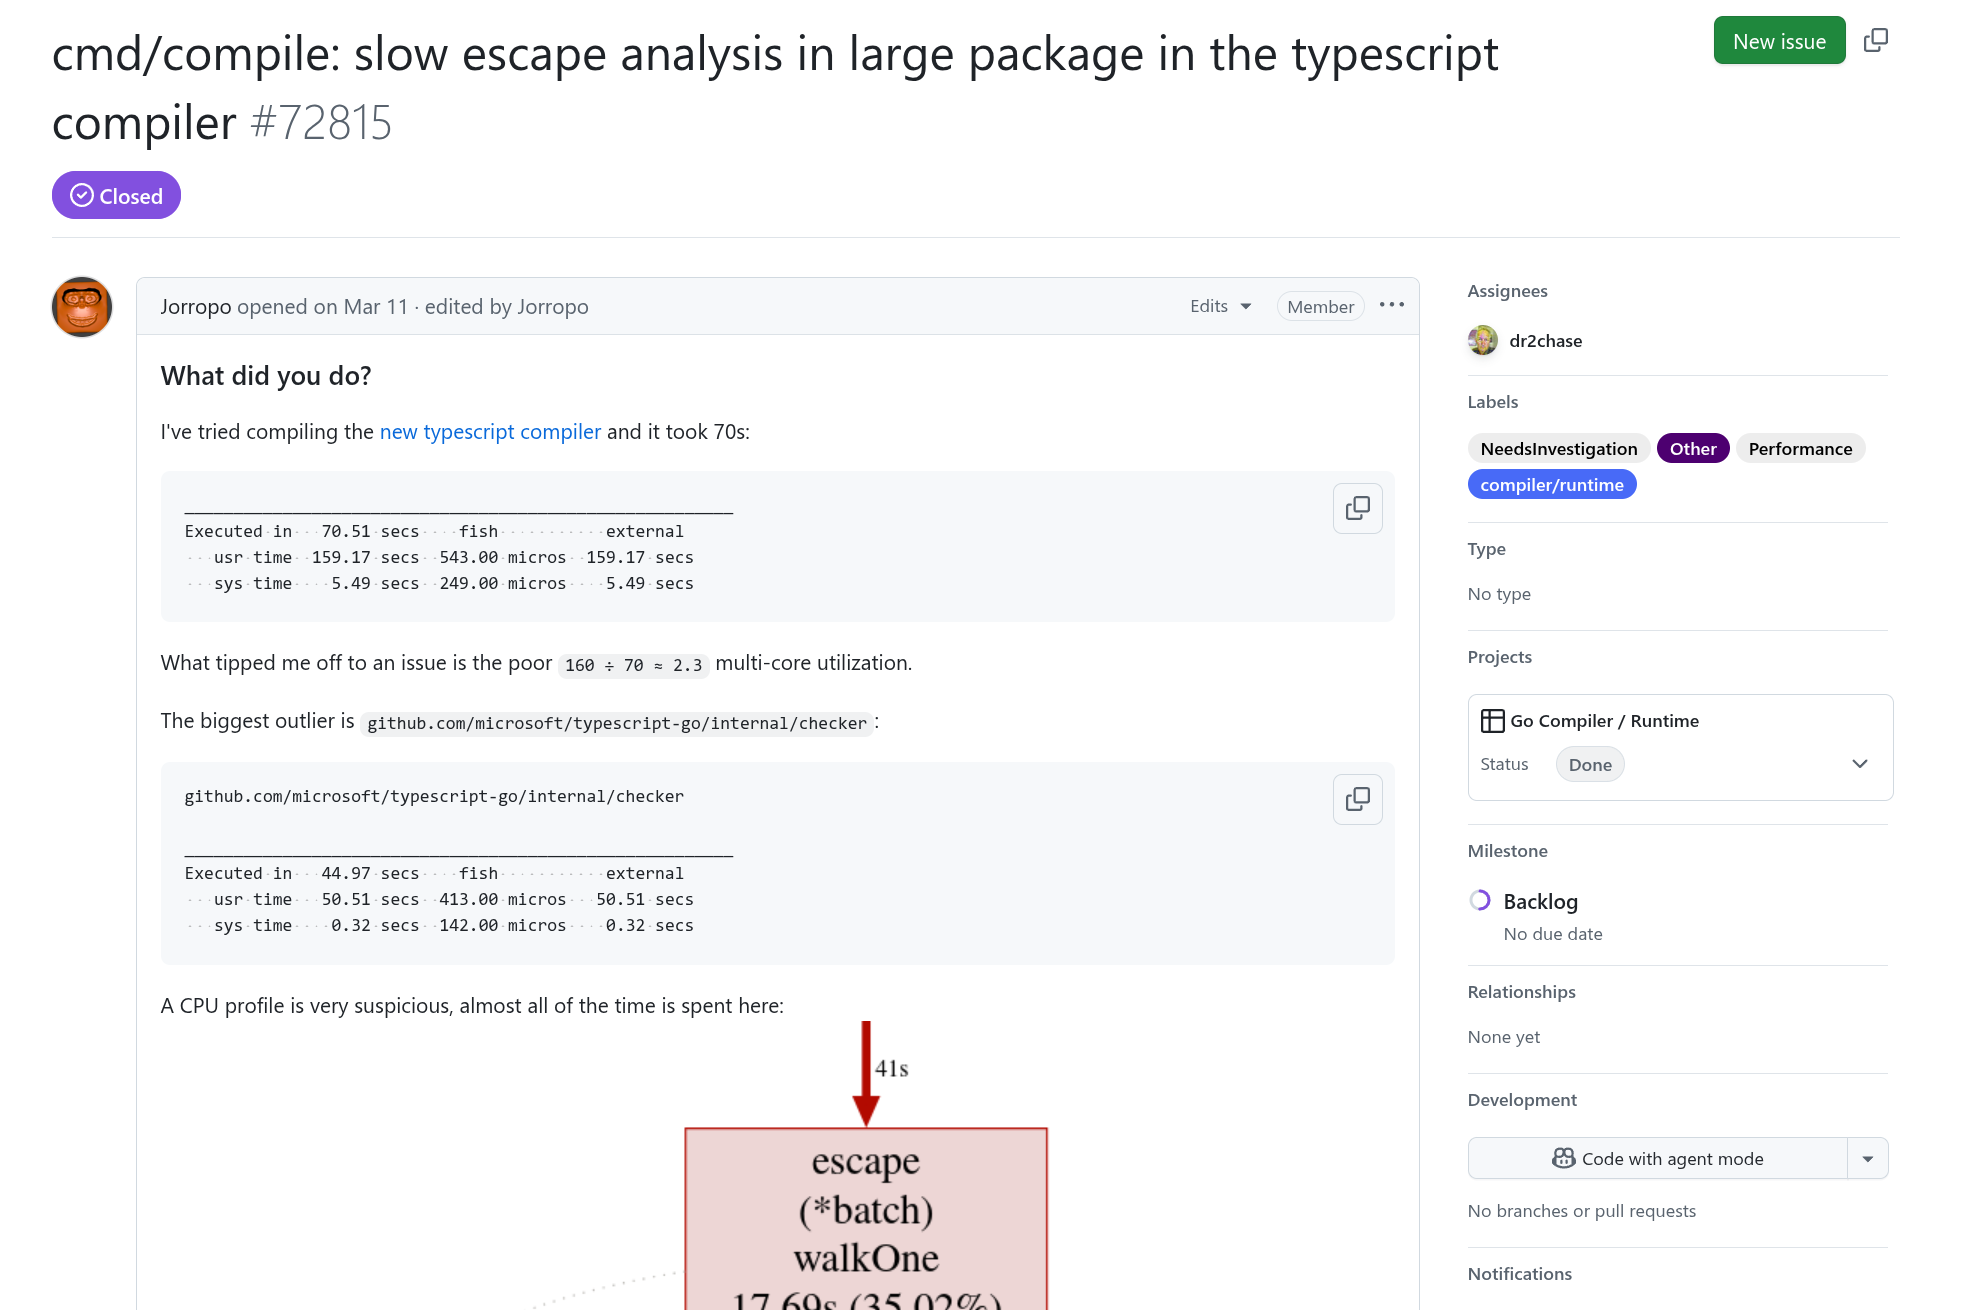 cmd/compile: slow escape analysis in large package in the typescript
compiler #72815
New issue
Closed
Jorropo opened on Mar 11 · edited by Jorropo
Edits
Member
What did you do?
I've tried compiling the new typescript compiler and it took 70s:
________________________________________________________
Executed in   70.51 secs    fish           external
   usr time  159.17 secs  543.00 micros  159.17 secs
   sys time    5.49 secs  249.00 micros    5.49 secs
What tipped me off to an issue is the poor 160 ÷ 70 ≈ 2.3 multi-core utilization.
The biggest outlier is github.com/microsoft/typescript-go/internal/checker:
github.com/microsoft/typescript-go/internal/checker
________________________________________________________
Executed in   44.97 secs    fish           external
   usr time   50.51 secs  413.00 micros   50.51 secs
   sys time    0.32 secs  142.00 micros    0.32 secs
A CPU profile is very suspicious, almost all of the time is spent here:
41s
escape
(*batch)
walkOne
17.69s (35.02%)
Assignees
dr2chase
Labels
NeedsInvestigation Other Performance
compiler/runtime
Type
No type
Projects
Go Compiler / Runtime
Status Done
Milestone
Backlog
No due date
Relationships
None yet
Development
Code with agent mode
No branches or pull requests
Notifications